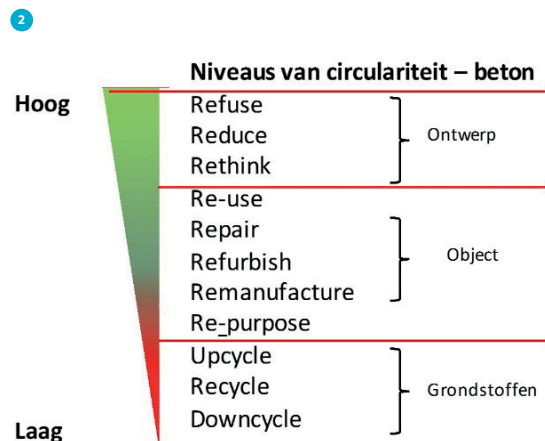 2
Niveaus van circulariteit – beton
Hoog
Refuse
Reduce
Rethink
Ontwerp
Re-use
Repair
Refurbish
Remanufacture
Re-purpose
Object
Upcycle
Recycle
Downcycle
Grondstoffen
Laag